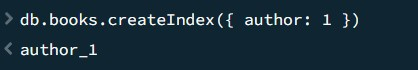 > db.books.createIndex({ author: 1 })
< author_1